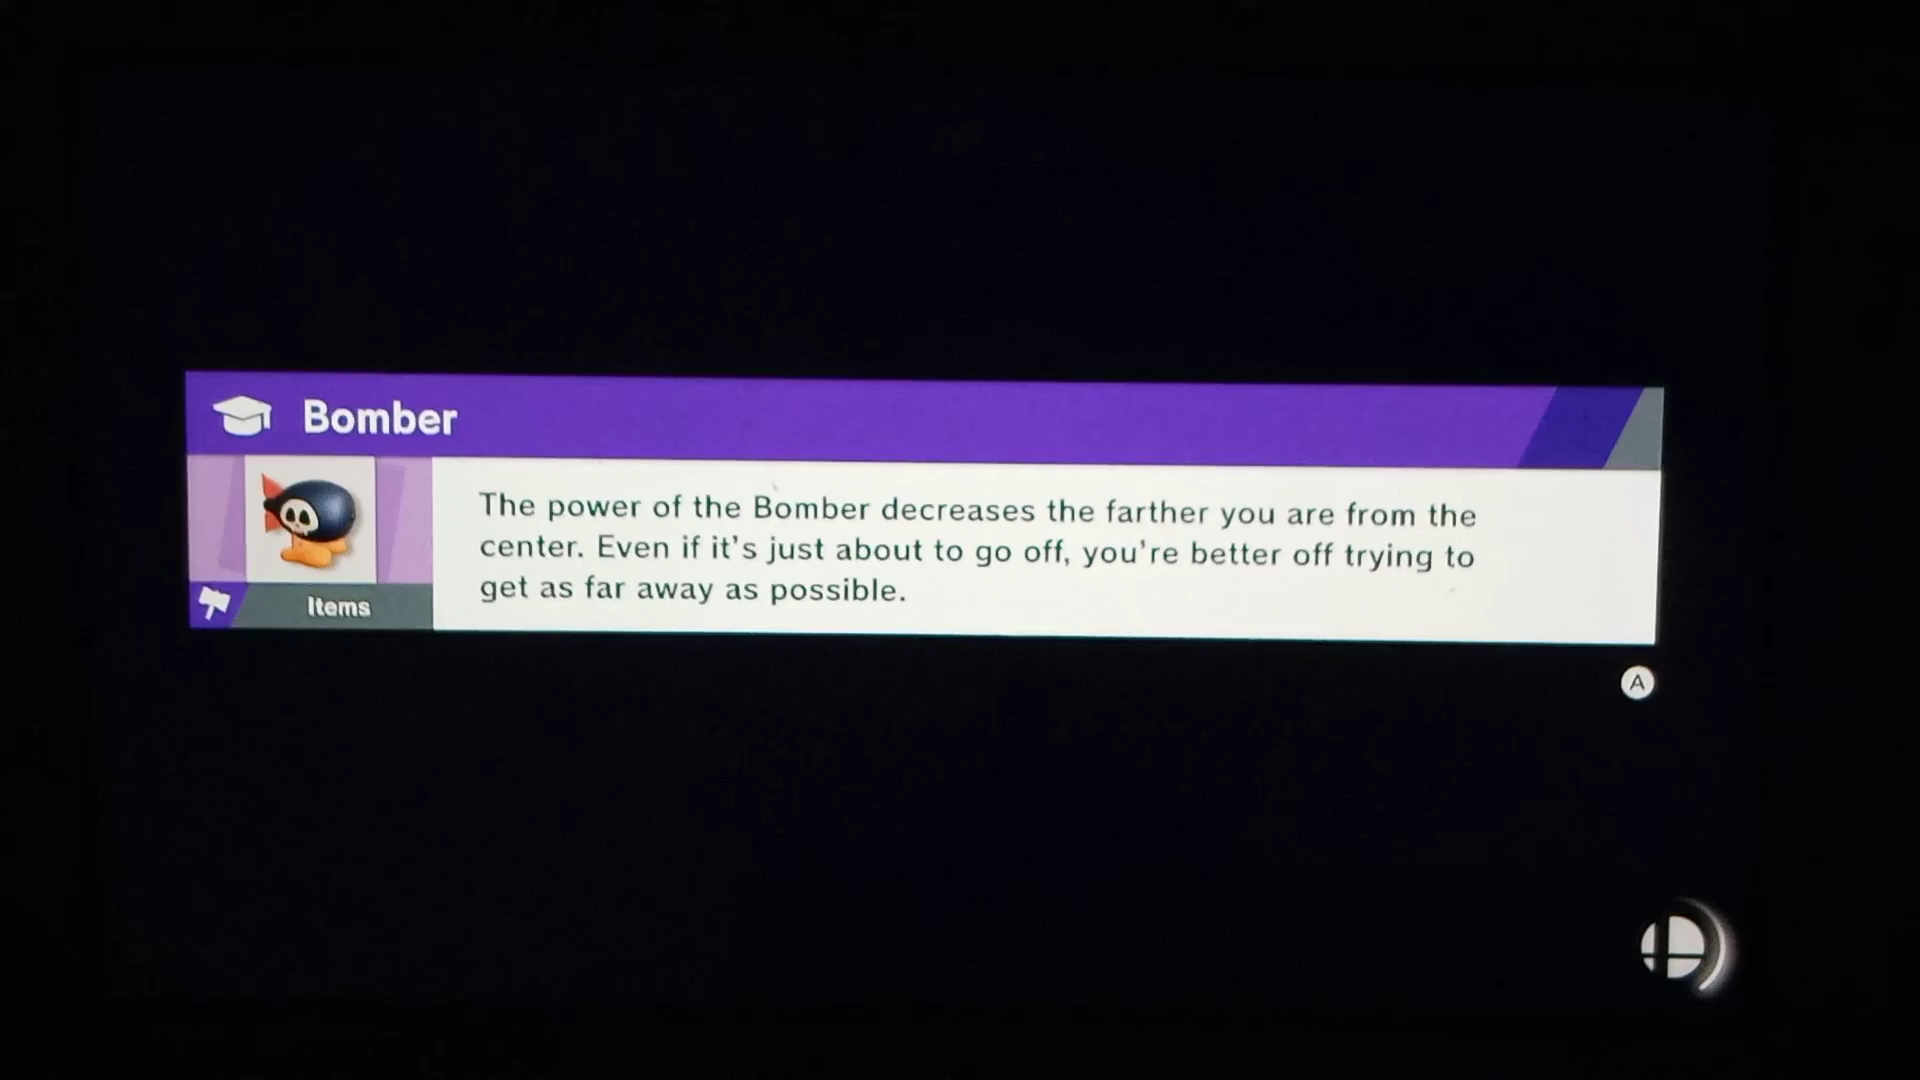 Bomber
The power of the Bomber decreases the farther you are from the
center. Even if it's just about to go off, you're better off trying to
get as far away as possible.
Items
A